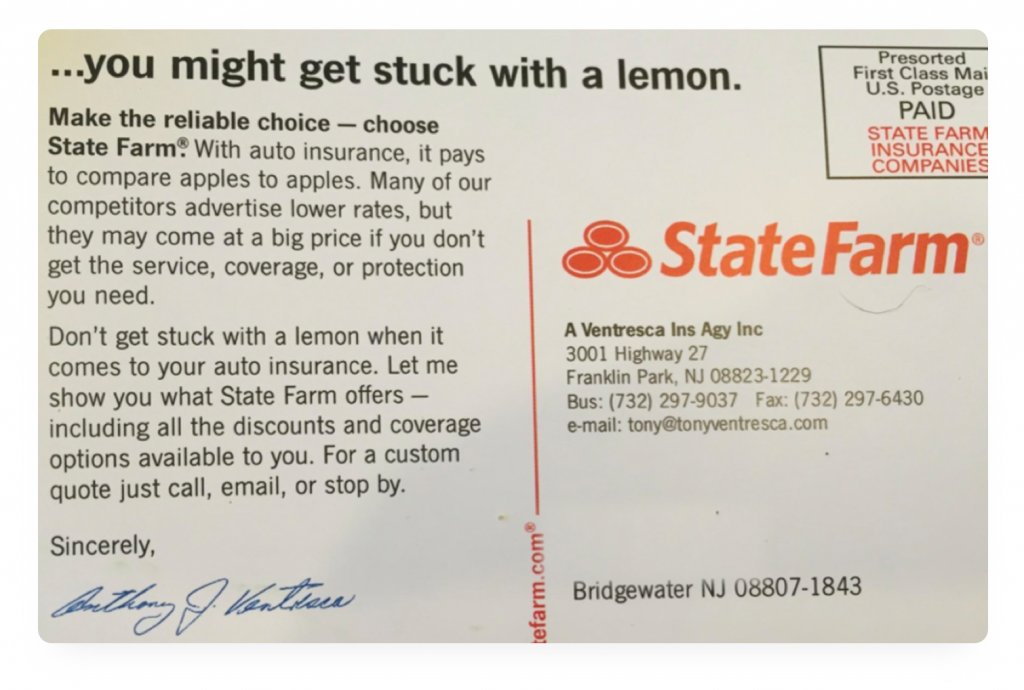 ...you might get stuck with a lemon.
Make the reliable choice — choose
State Farm®. With auto insurance, it pays
to compare apples to apples. Many of our
competitors advertise lower rates, but
they may come at a big price if you don't
get the service, coverage, or protection
you need.
Don't get stuck with a lemon when it
comes to your auto insurance. Let me
show you what State Farm offers —
including all the discounts and coverage
options available to you. For a custom
quote just call, email, or stop by.
Sincerely,
Anthony J. Ventresca
tefarm.com®
Presorted
First Class Mai
U.S. Postage
PAID
STATE FARM
INSURANCE
COMPANIES
StateFarm®
A Ventresca Ins Agy Inc
3001 Highway 27
Franklin Park, NJ 08823-1229
Bus: (732) 297-9037 Fax: (732) 297-6430
e-mail: tony@tonyventresca.com
Bridgewater NJ 08807-1843